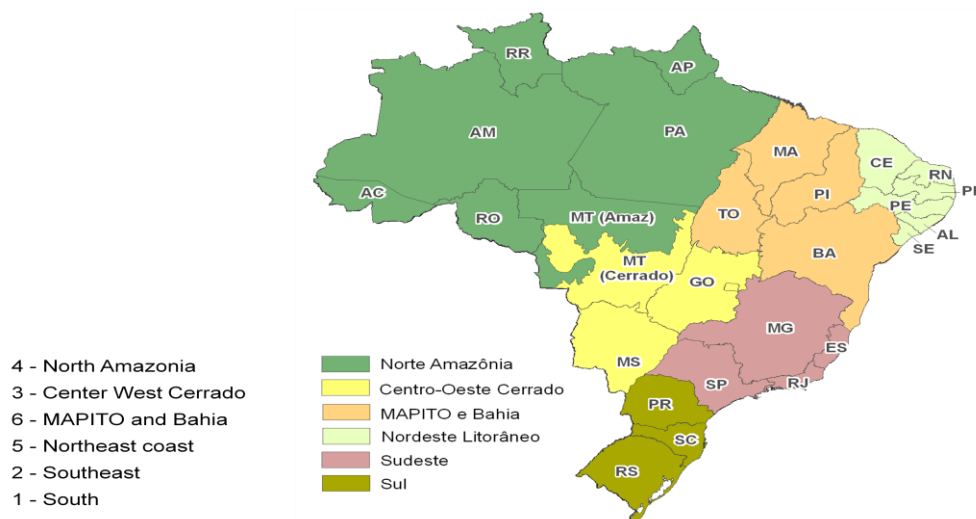 RR
AP
AM
PA
MA
CE
RN
PI
AC
PI
PE
RO
MT (Amaz)
TO
AL
SE
MT
(Cerrado)
BA
GO
MG
ES
MS
SP
RJ
PR
SC
RS
4 - North Amazonia
3 - Center West Cerrado
6 - MAPITO and Bahia
5 - Northeast coast
2 - Southeast
1 - South
Norte Amazônia
Centro-Oeste Cerrado
MAPITO e Bahia
Nordeste Litorâneo
Sudeste
Sul